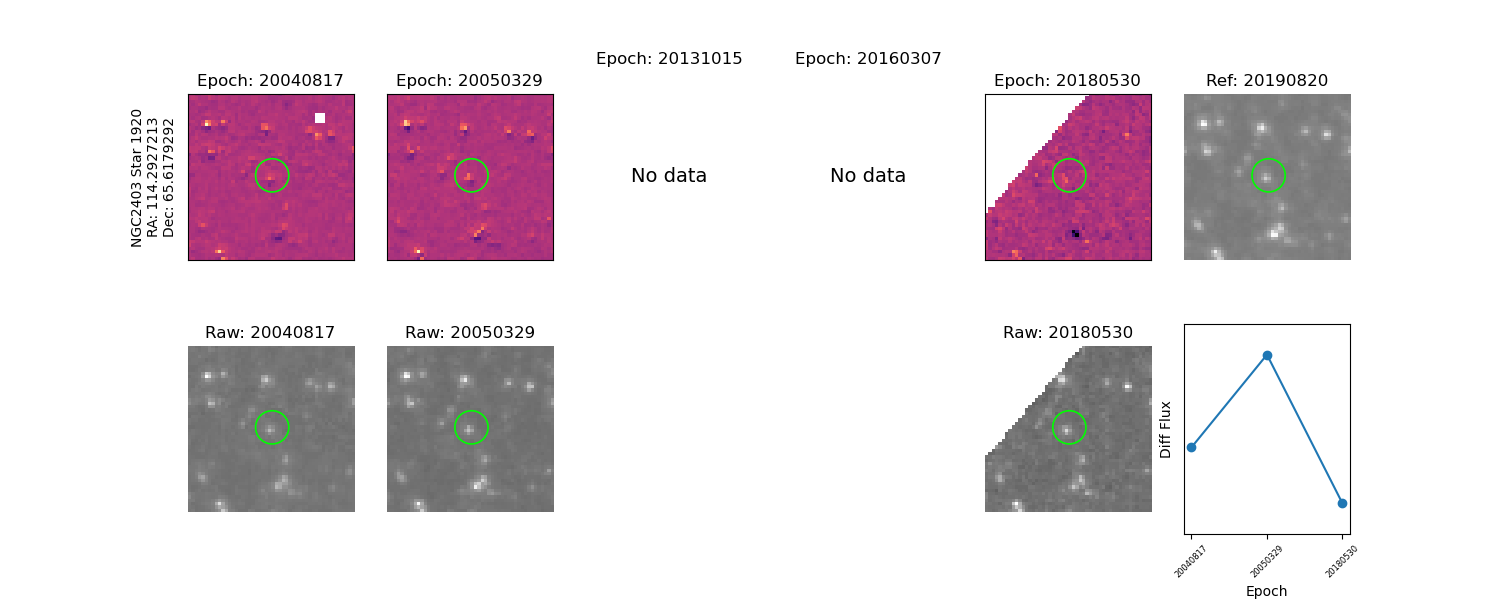 Epoch: 20040817
Epoch: 20050329
Epoch: 20131015
Epoch: 20160307
Epoch: 20180530
Ref: 20190820
NGC2403 Star 1920
RA: 114.2927213
Dec: 65.6179292
No data
No data
Raw: 20040817
Raw: 20050329
Raw: 20180530
Diff Flux
20040817
20050329
20180530
Epoch